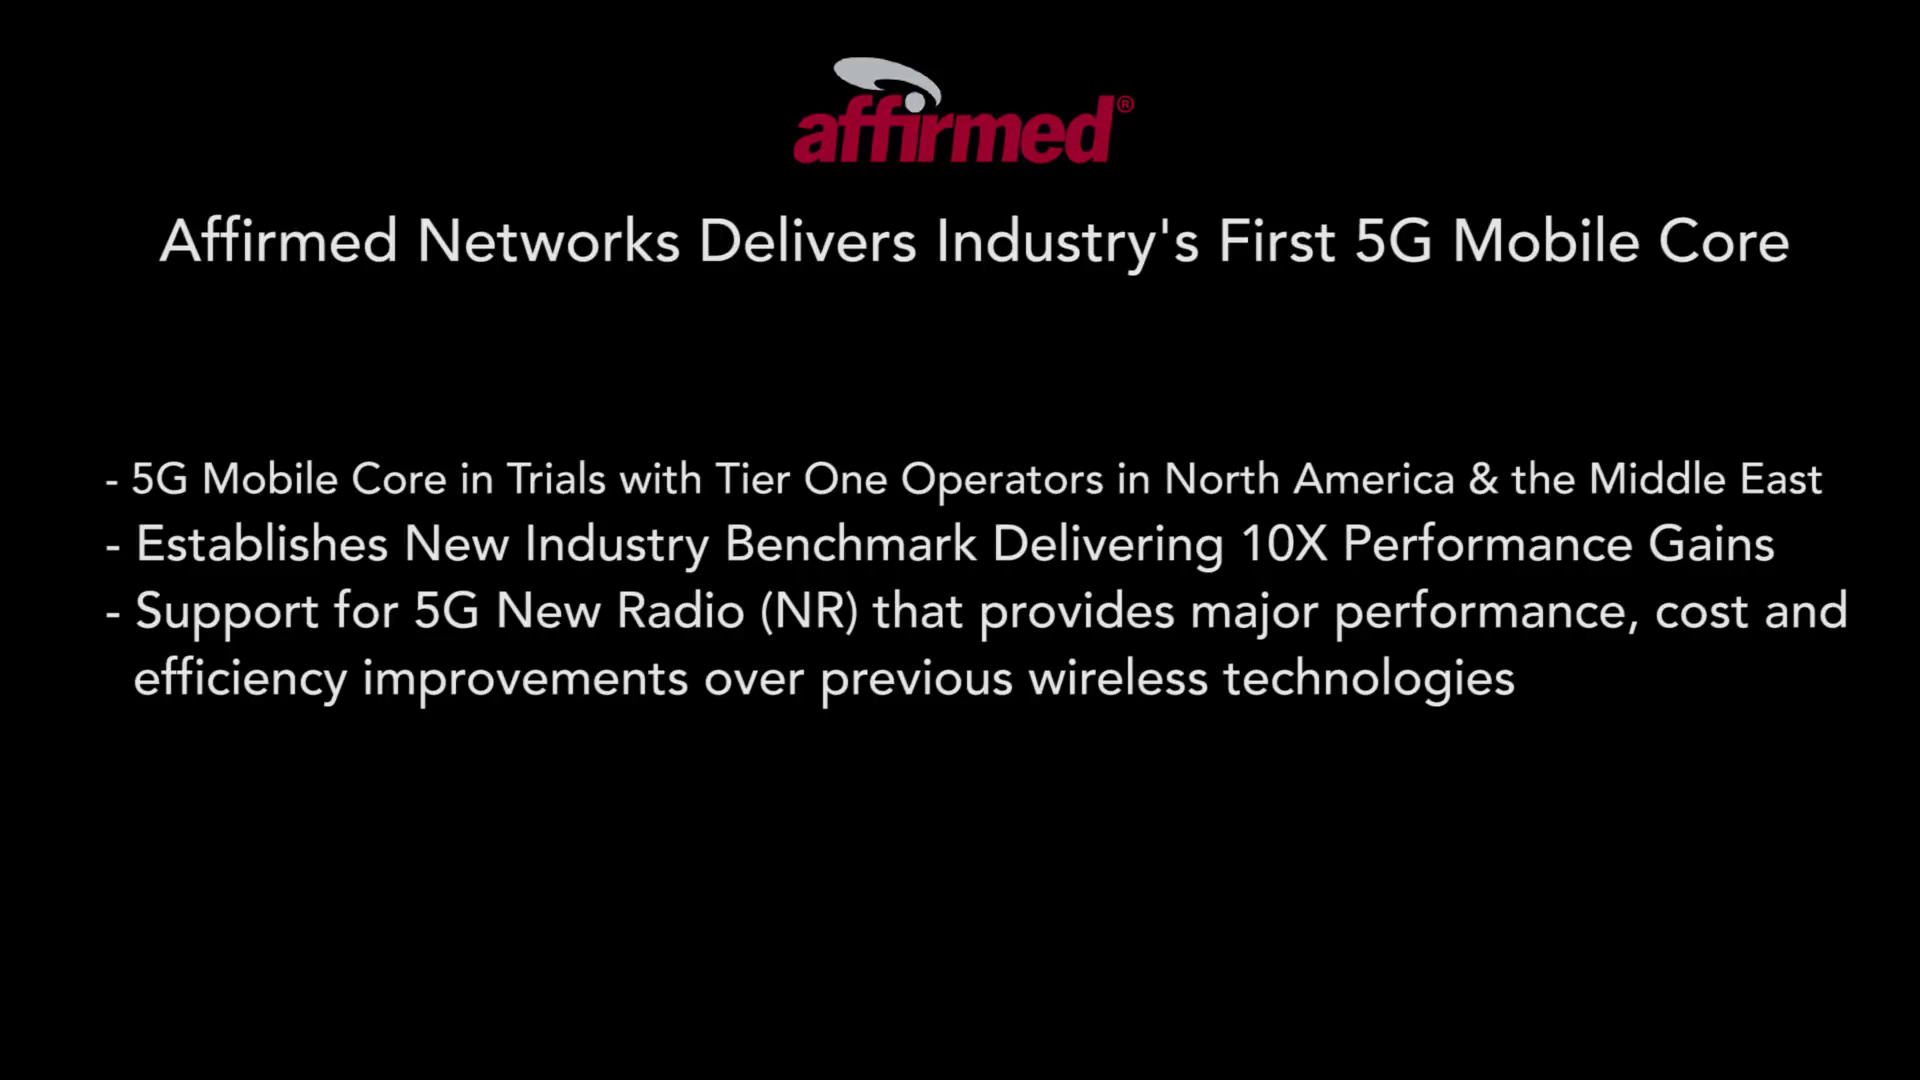 affirmed®
Affirmed Networks Delivers Industry's First 5G Mobile Core
- 5G Mobile Core in Trials with Tier One Operators in North America & the Middle East
- Establishes New Industry Benchmark Delivering 10X Performance Gains
- Support for 5G New Radio (NR) that provides major performance, cost and
efficiency improvements over previous wireless technologies